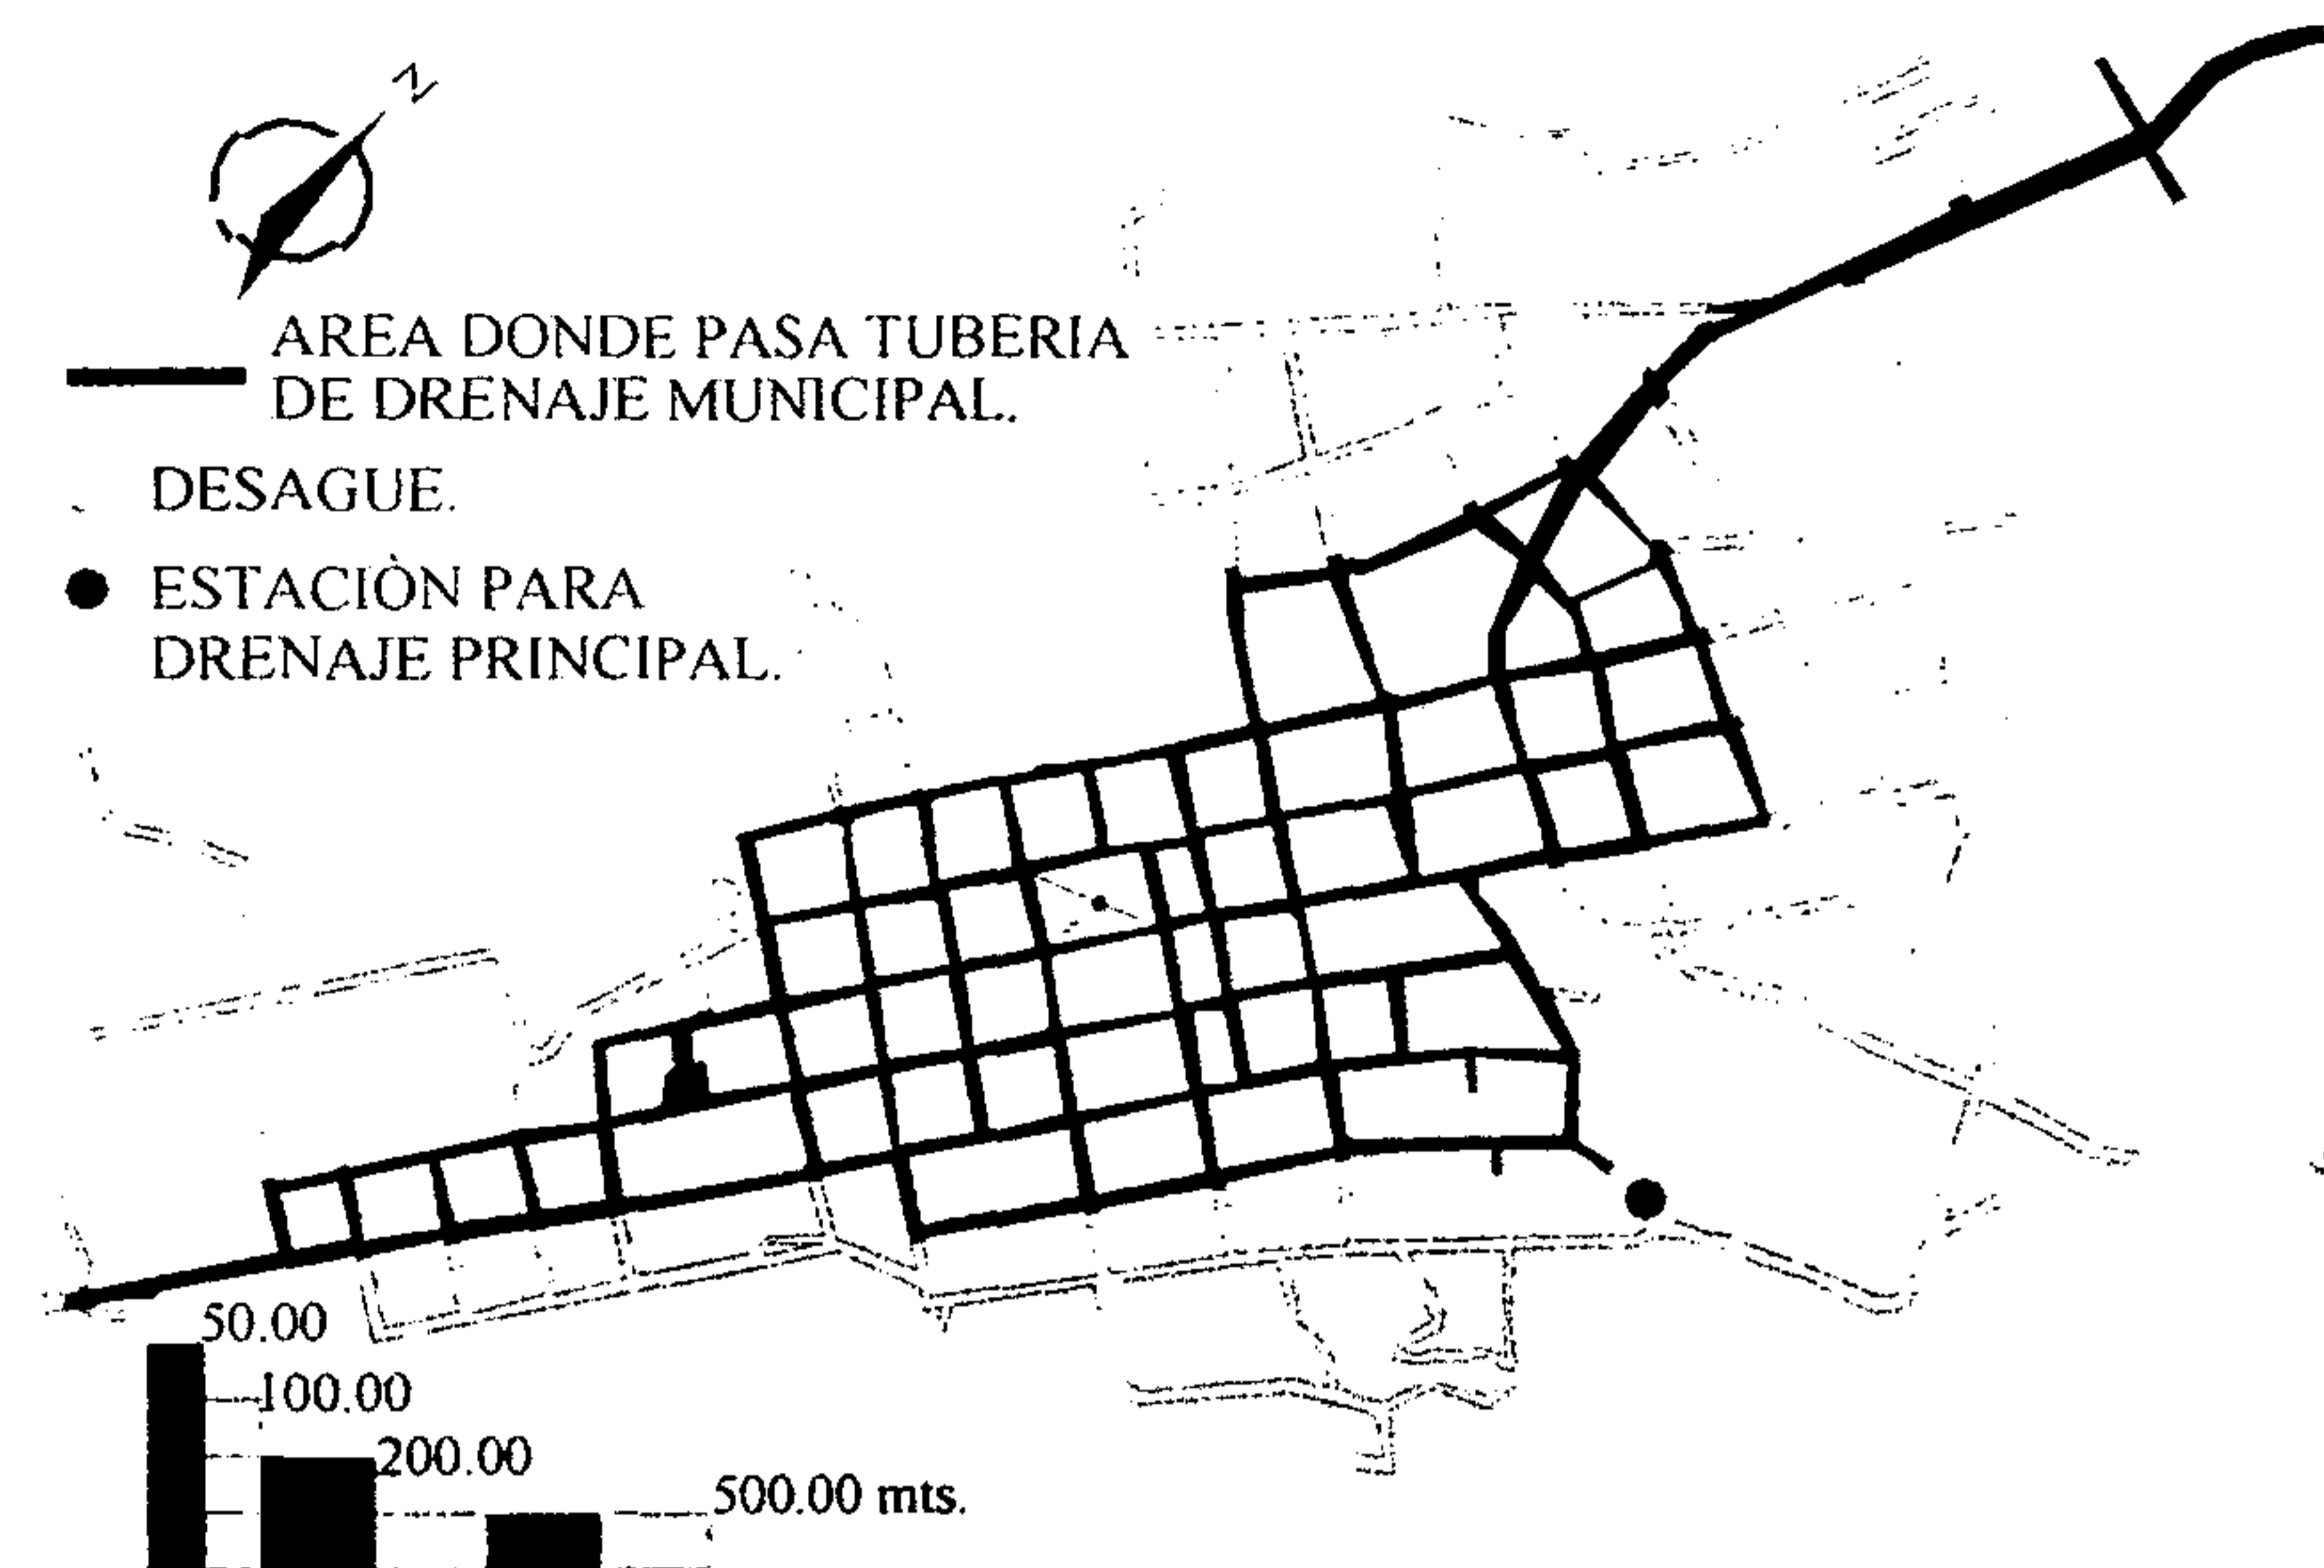 N
AREA DONDE PASA TUBERIA
DE DRENAJE MUNICIPAL.
DESAGUE.
ESTACIÒN PARA
DRENAJE PRINCIPAL.
50.00
100.00
200.00
500.00 mts.